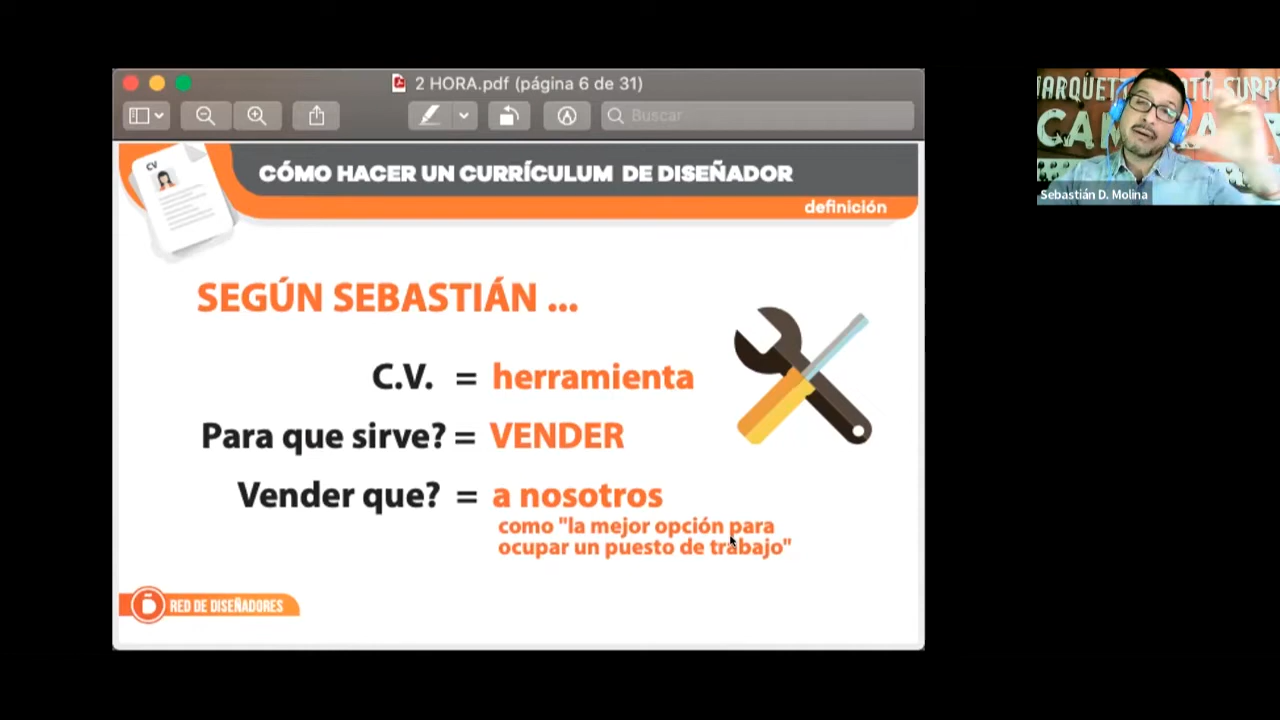 2 HORA.pdf (página 6 de 31)
Buscar
CV
CÓMO HACER UN CURRÍCULUM DE DISEÑADOR
definición
SEGÚN SEBASTIÁN ...
C.V. = herramienta
Para que sirve? = VENDER
Vender que? = a nosotros
como "la mejor opción para
ocupar un puesto de trabajo"
RED DE DISEÑADORES
Sebastián D. Molina